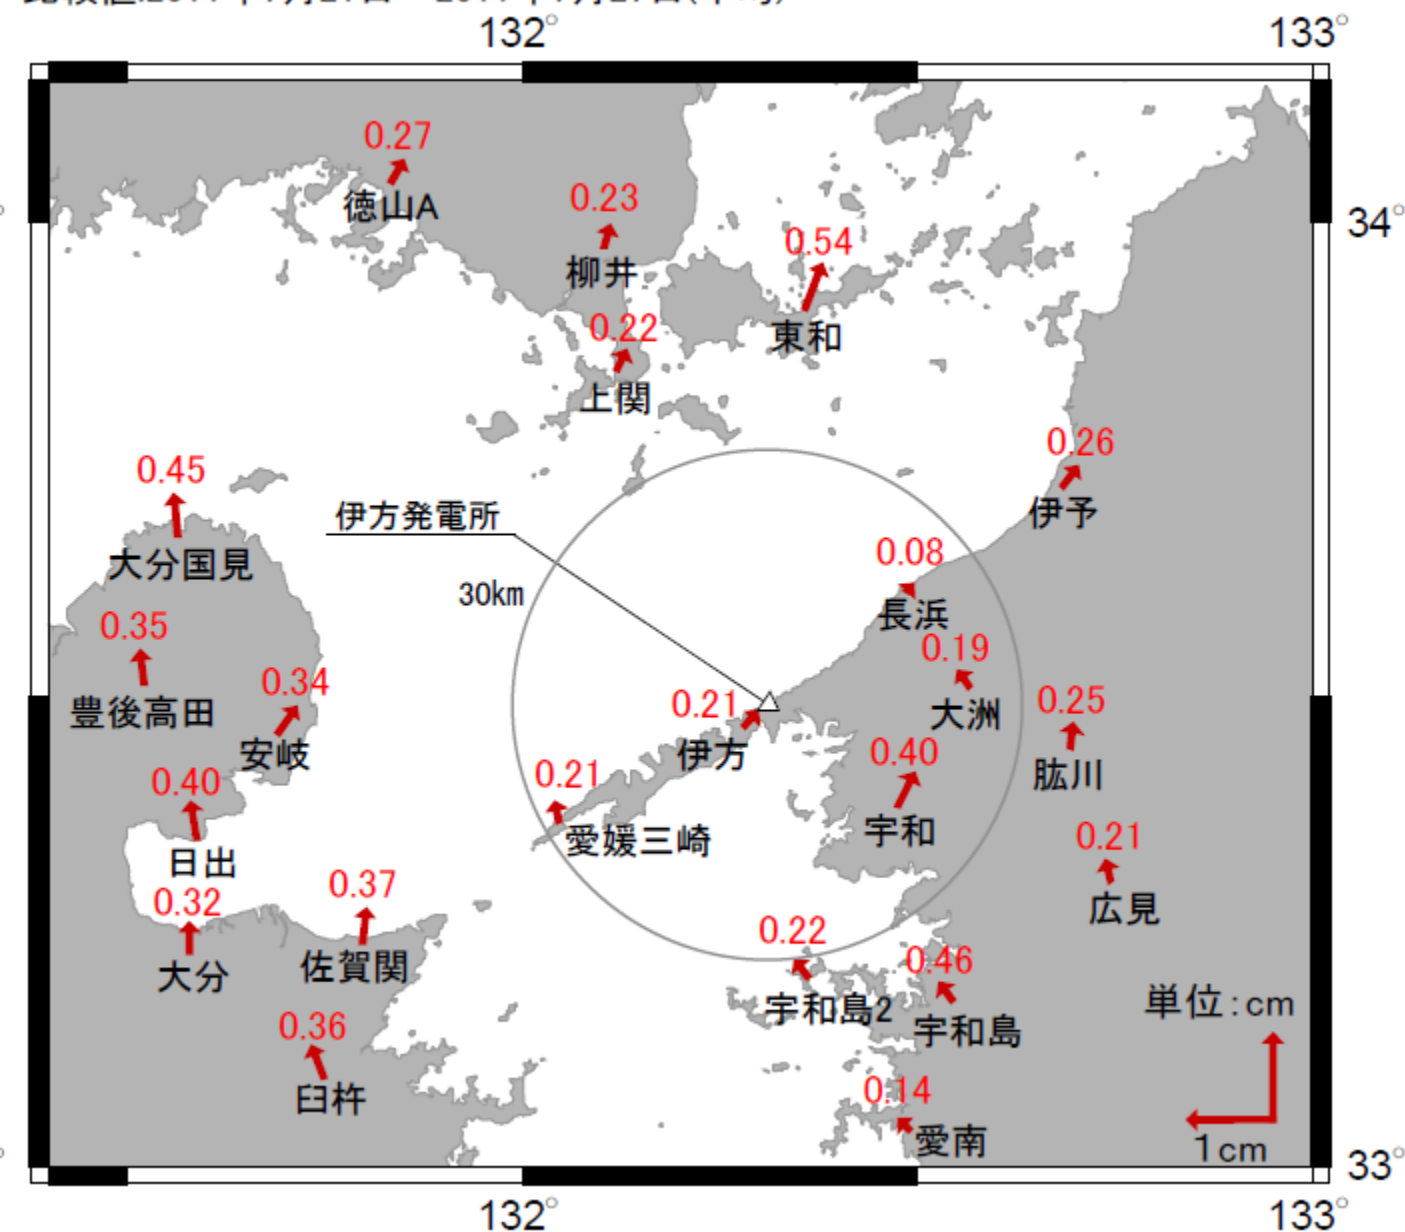 132°
133°
0.27
徳山A
0.23
柳井
34°
0.54
東和
0.22
上関
0.26
伊予
0.45
大分国見
伊方発電所
30km
0.08
長浜
0.35
豊後高田
0.34
安岐
0.19
大洲
0.21
伊方
0.25
肱川
0.40
宇和
0.40
日出
0.21
愛媛三崎
0.21
広見
0.37
佐賀関
0.32
大分
0.22
宇和島2
0.46
宇和島
単位:cm
0.36
臼杵
0.14
愛南
1cm
33°
132°
133°